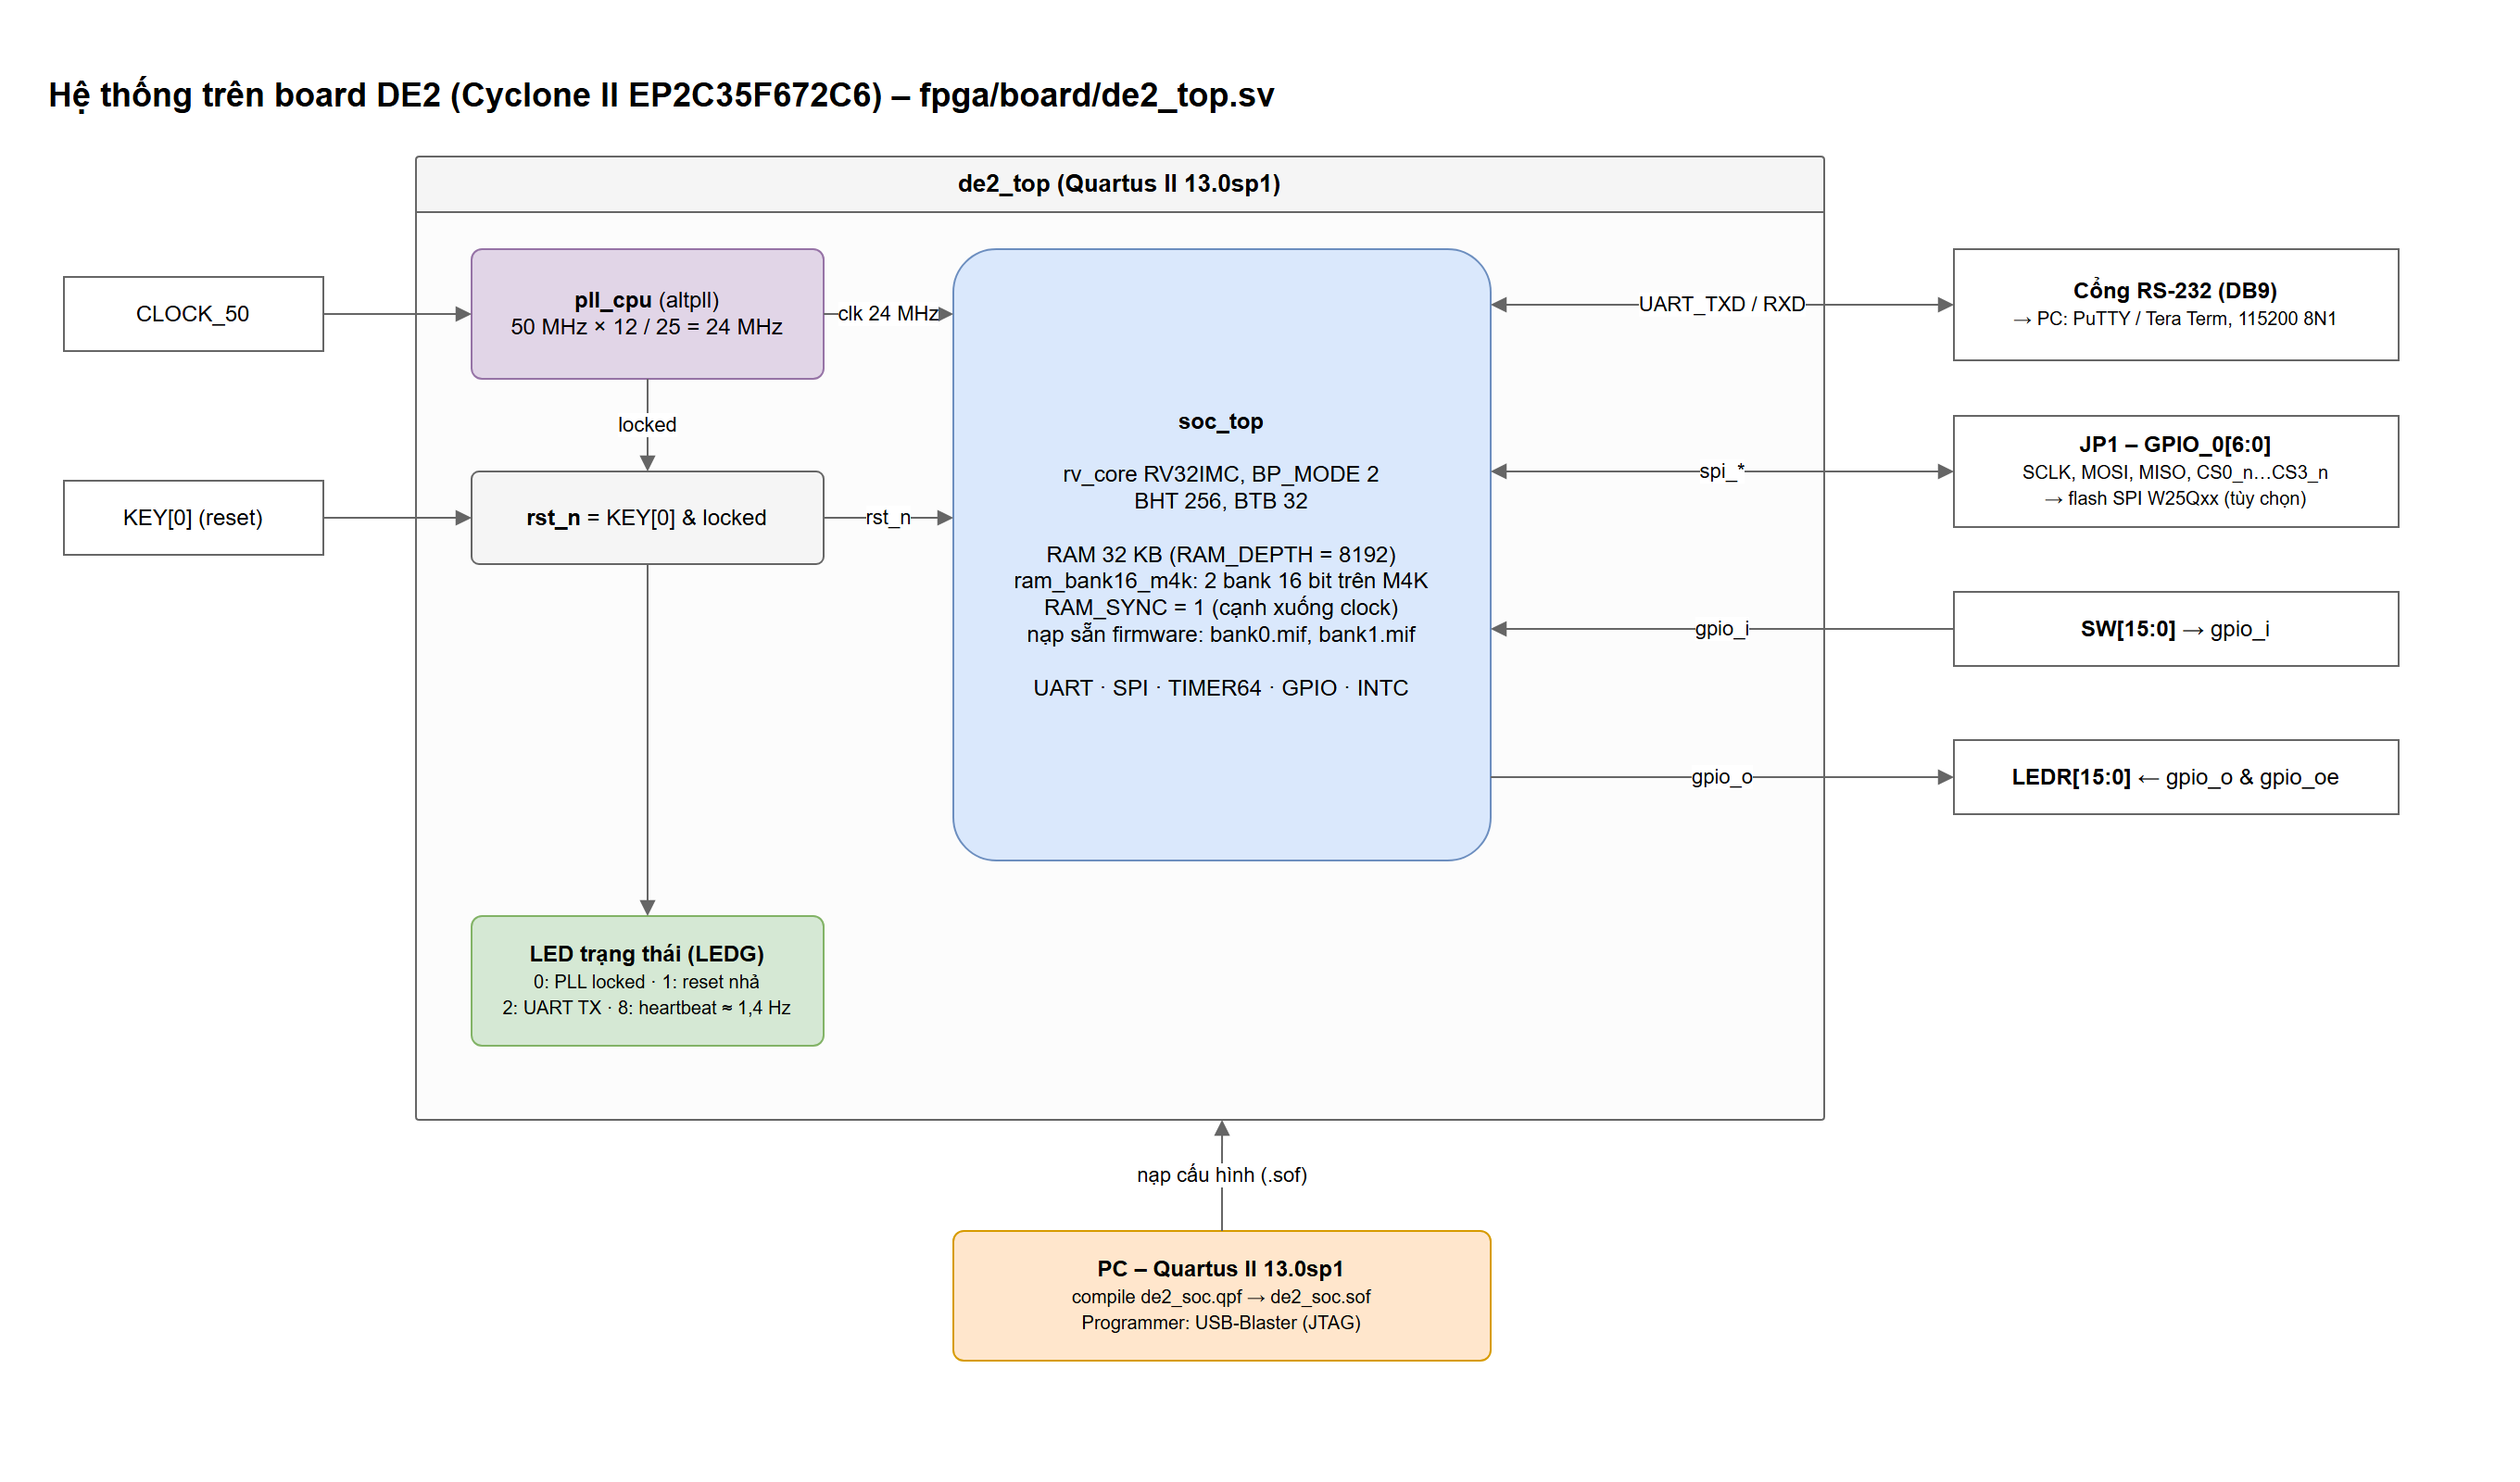 Hệ thống trên board DE2 (Cyclone II EP2C35F672C6) – fpga/board/de2_top.sv
de2_top (Quartus II 13.0sp1)
CLOCK_50
pll_cpu (altpll)
50 MHz × 12 / 25 = 24 MHz
clk 24 MHz
locked
KEY[0] (reset)
rst_n = KEY[0] & locked
rst_n
soc_top
rv_core RV32IMC, BP_MODE 2
BHT 256, BTB 32
RAM 32 KB (RAM_DEPTH = 8192)
ram_bank16_m4k: 2 bank 16 bit trên M4K
RAM_SYNC = 1 (cạnh xuống clock)
nạp sẵn firmware: bank0.mif, bank1.mif
UART · SPI · TIMER64 · GPIO · INTC
UART_TXD / RXD
Cổng RS-232 (DB9)
→ PC: PuTTY / Tera Term, 115200 8N1
spi_*
JP1 – GPIO_0[6:0]
SCLK, MOSI, MISO, CS0_n…CS3_n
→ flash SPI W25Qxx (tùy chọn)
gpio_i
SW[15:0] → gpio_i
gpio_o
LEDR[15:0] ← gpio_o & gpio_oe
LED trạng thái (LEDG)
0: PLL locked · 1: reset nhả
2: UART TX · 8: heartbeat ≈ 1,4 Hz
nạp cấu hình (.sof)
PC – Quartus II 13.0sp1
compile de2_soc.qpf → de2_soc.sof
Programmer: USB-Blaster (JTAG)